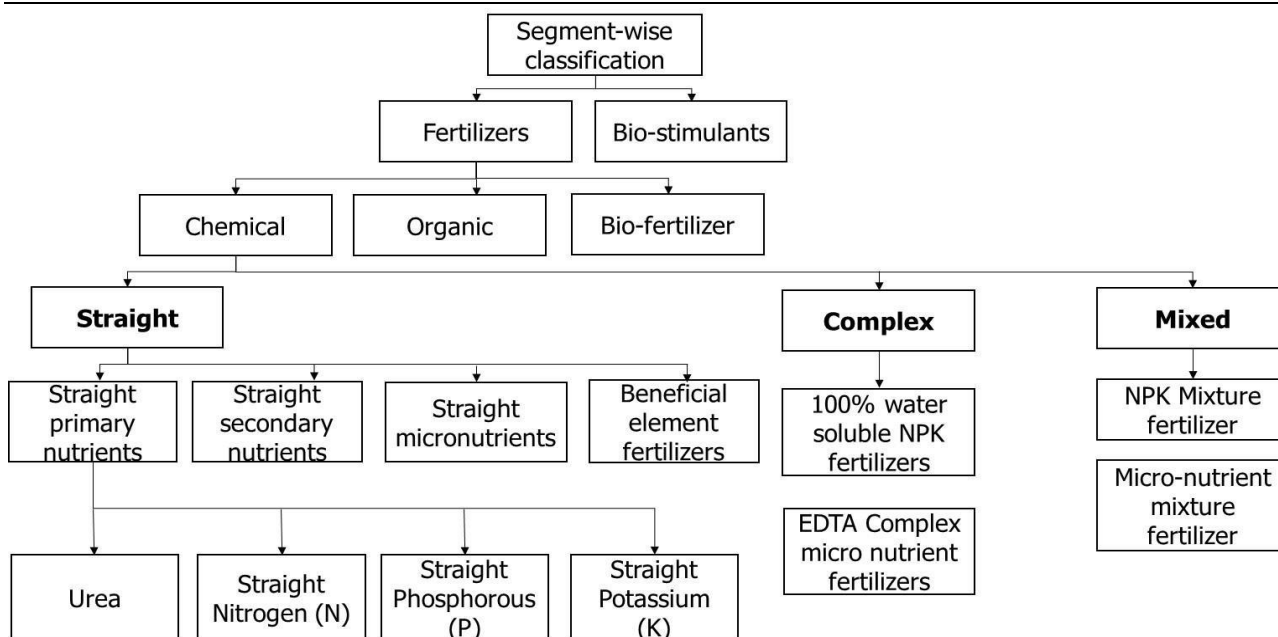 Segment-wise
classification
Fertilizers
Bio-stimulants
Chemical
Organic
Bio-fertilizer
Straight
Complex
Mixed
Straight
primary
nutrients
Straight
secondary
nutrients
Straight
micronutrients
Beneficial
element
fertilizers
100% water
soluble NPK
fertilizers
NPK Mixture
fertilizer
EDTA Complex
micro nutrient
fertilizers
Micro-nutrient
mixture
fertilizer
Urea
Straight
Nitrogen (N)
Straight
Phosphorous
(P)
Straight
Potassium
(K)